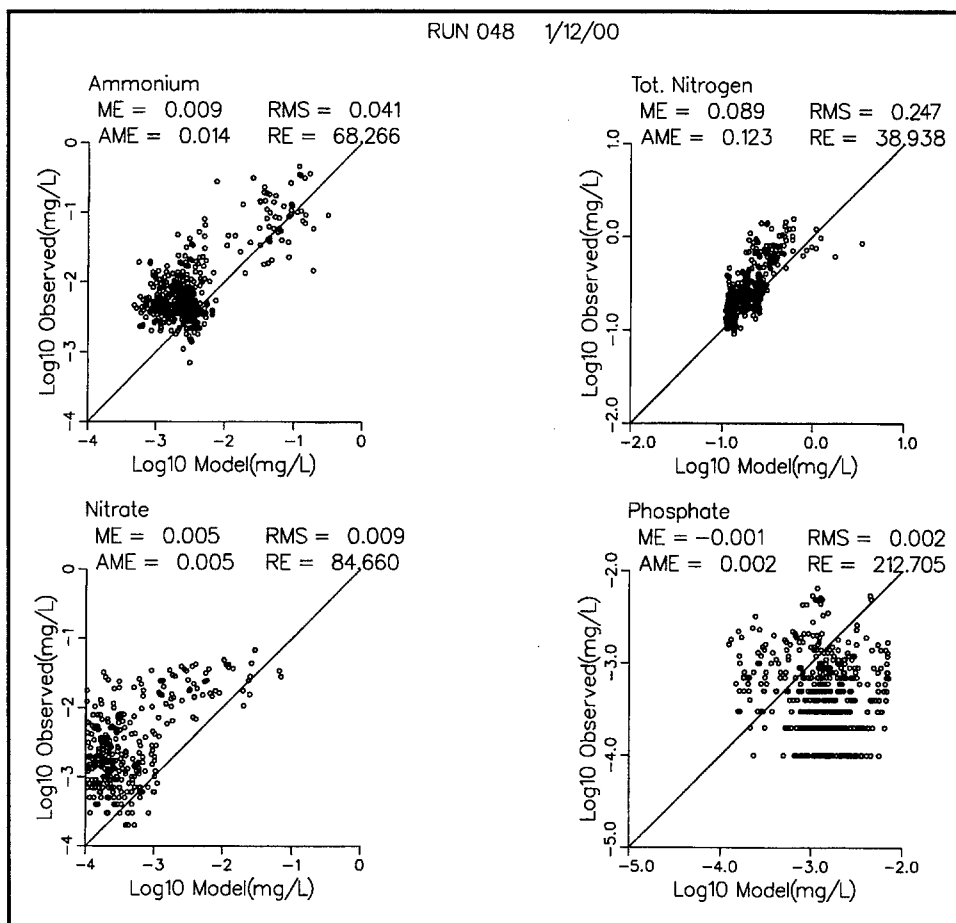 RUN 048 1/12/00
Ammonium
ME = 0.009 RMS = 0.041
AME = 0.014 RE = 68.266
0
−1
−2
−3
−4
Log10 Observed(mg/L)
−4 −3 −2 −1 0
Log10 Model(mg/L)
Tot. Nitrogen
ME = 0.089 RMS = 0.247
AME = 0.123 RE = 38.938
1.0
0.0
−1.0
−2.0
Log10 Observed(mg/L)
−2.0 −1.0 0.0 1.0
Log10 Model(mg/L)
Nitrate
ME = 0.005 RMS = 0.009
AME = 0.005 RE = 84.660
0
−1
−2
−3
−4
Log10 Observed(mg/L)
−4 −3 −2 −1 0
Log10 Model(mg/L)
Phosphate
ME = −0.001 RMS = 0.002
AME = 0.002 RE = 212.705
−2.0
−3.0
−4.0
−5.0
Log10 Observed(mg/L)
−5.0 −4.0 −3.0 −2.0
Log10 Model(mg/L)